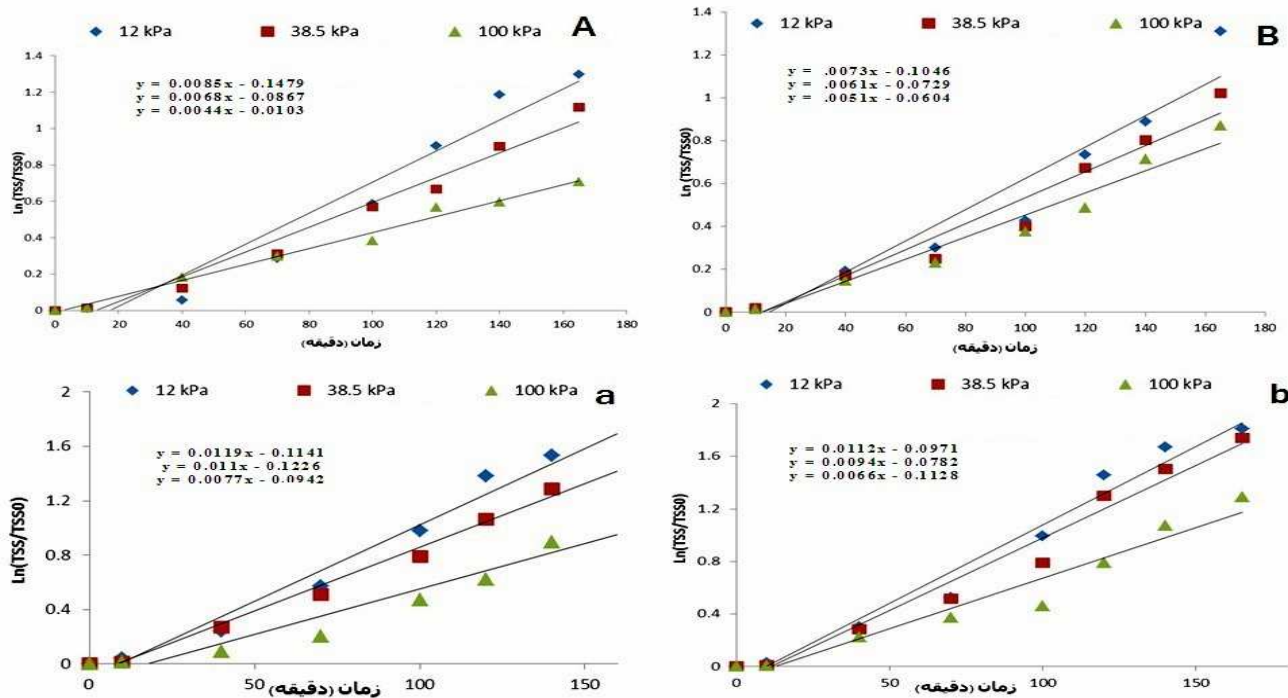 12 kPa 38.5 kPa 100 kPa A
y = 0.0085x - 0.1479
y = 0.0068x - 0.0867
y = 0.0044x - 0.0103
Ln(TSS/TSS0)
1.4
1.2
1
0.8
0.6
0.4
0.2
0
0 20 40 60 80 100 120 140 160 180
زمان (دقیقه)
12 kPa 38.5 kPa 100 kPa B
y = .0073x - 0.1046
y = .0061x - 0.0729
y = .0051x - 0.0604
Ln(TSS/TSS0)
1.4
1.2
1
0.8
0.6
0.4
0.2
0
0 20 40 60 80 100 120 140 160 180
زمان (دقیقه)
12 kPa 38.5 kPa 100 kPa a
y = 0.0119x - 0.1141
y = 0.011x - 0.1226
y = 0.0077x - 0.0942
Ln(TSS/TSS0)
2
1.6
1.2
0.8
0.4
0
0 50 100 150
زمان (دقیقه)
12 kPa 38.5 kPa 100 kPa b
y = 0.0112x - 0.0971
y = 0.0094x - 0.0782
y = 0.0066x - 0.1128
Ln(TSS/TSS0)
2
1.6
1.2
0.8
0.4
0
0 50 100 150
زمان (دقیقه)